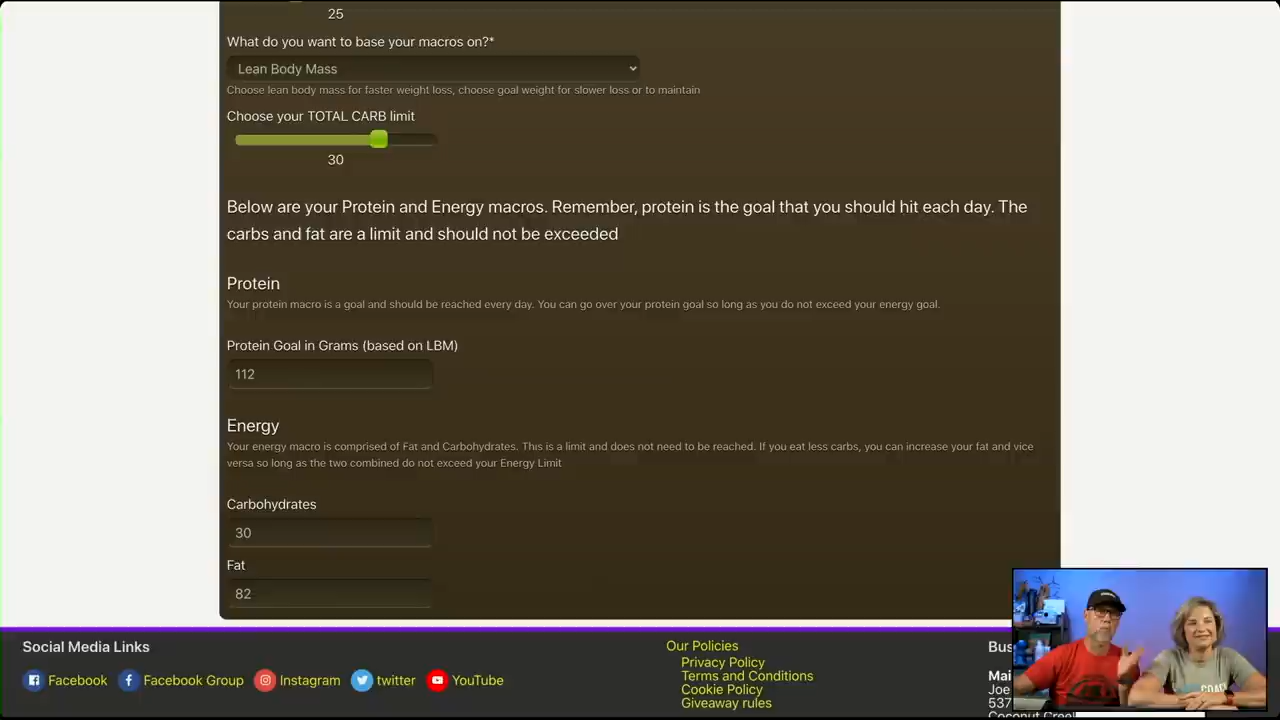 25
What do you want to base your macros on?*
Lean Body Mass
Choose lean body mass for faster weight loss, choose goal weight for slower loss or to maintain
Choose your TOTAL CARB limit
30
Below are your Protein and Energy macros. Remember, protein is the goal that you should hit each day. The
carbs and fat are a limit and should not be exceeded
Protein
Your protein macro is a goal and should be reached every day. You can go over your protein goal so long as you do not exceed your energy goal.
Protein Goal in Grams (based on LBM)
112
Energy
Your energy macro is comprised of Fat and Carbohydrates. This is a limit and does not need to be reached. If you eat less carbs, you can increase your fat and vice
versa so long as the two combined do not exceed your Energy Limit
Carbohydrates
30
Fat
82
Social Media Links
Facebook
Facebook Group
Instagram
twitter
YouTube
Our Policies
Privacy Policy
Terms and Conditions
Cookie Policy
Giveaway rules
Bus
Mai
Joe
537